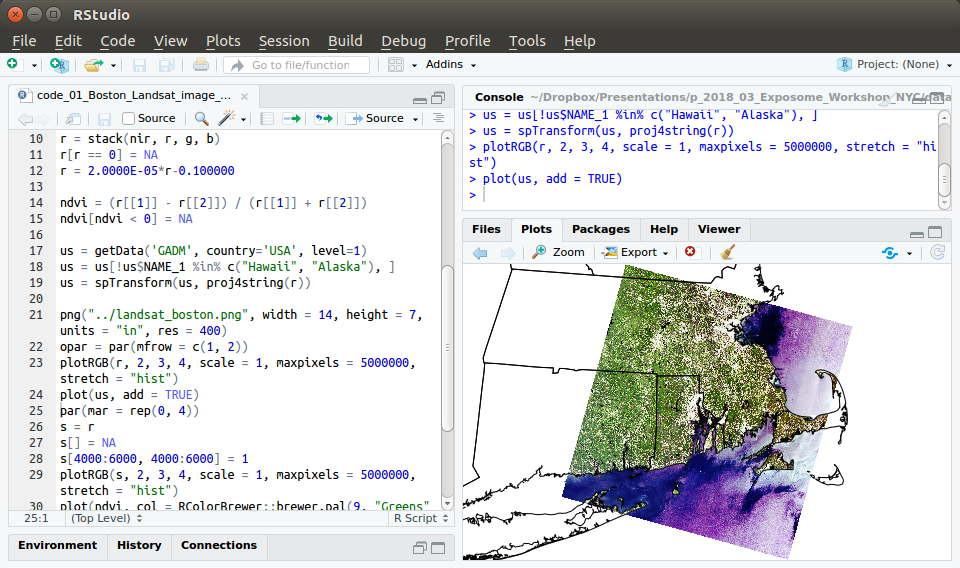 RStudio
File Edit Code View Plots Session Build Debug Profile Tools Help
Go to file/function Addins Project: (None)
code_01_Boston_Landsat_image_...
Source Source
10 r = stack(nir, r, g, b)
11 r[r == 0] = NA
12 r = 2.0000E-05*r-0.100000
13
14 ndvi = (r[[1]] - r[[2]]) / (r[[1]] + r[[2]])
15 ndvi[ndvi < 0] = NA
16
17 us = getData('GADM', country='USA', level=1)
18 us = us[!us$NAME_1 %in% c("Hawaii", "Alaska"), ]
19 us = spTransform(us, proj4string(r))
20
21 png("../landsat_boston.png", width = 14, height = 7,
units = "in", res = 400)
22 opar = par(mfrow = c(1, 2))
23 plotRGB(r, 2, 3, 4, scale = 1, maxpixels = 5000000,
stretch = "hist")
24 plot(us, add = TRUE)
25 par(mar = rep(0, 4))
26 s = r
27 s[] = NA
28 s[4000:6000, 4000:6000] = 1
29 plotRGB(s, 2, 3, 4, scale = 1, maxpixels = 5000000,
stretch = "hist")
30 plot(ndvi, col = RColorBrewer::brewer.pal(9, "Greens"
25:1 (Top Level) R Script
Environment History Connections
Console ~/Dropbox/Presentations/p_2018_03_Exposome_Workshop_NYC/data
> us = us[!us$NAME_1 %in% c("Hawaii", "Alaska"), ]
> us = spTransform(us, proj4string(r))
> plotRGB(r, 2, 3, 4, scale = 1, maxpixels = 5000000, stretch = "hi
st")
> plot(us, add = TRUE)
>
Files Plots Packages Help Viewer
Zoom Export